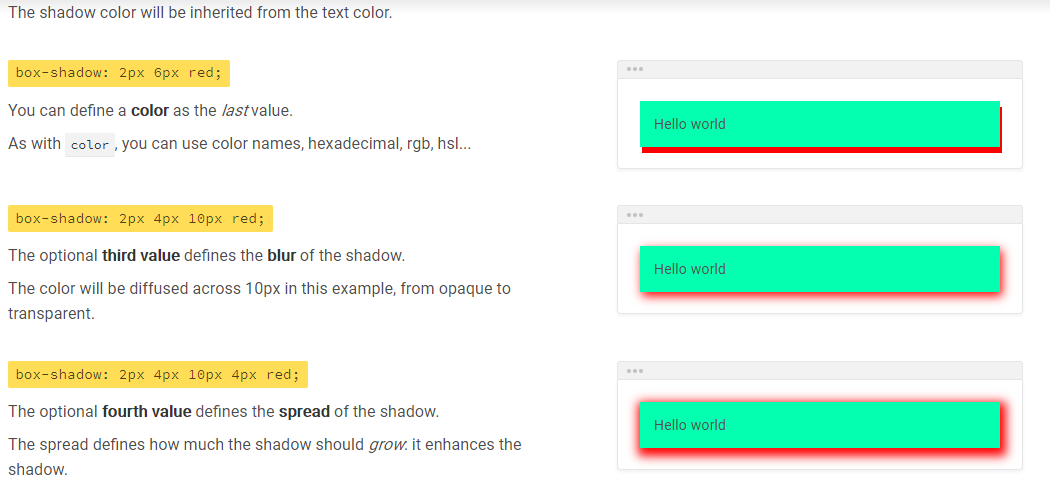 The shadow color will be inherited from the text color.
box-shadow: 2px 6px red;
You can define a color as the last value.
As with color, you can use color names, hexadecimal, rgb, hsl...
Hello world
box-shadow: 2px 4px 10px red;
The optional third value defines the blur of the shadow.
The color will be diffused across 10px in this example, from opaque to
transparent.
Hello world
box-shadow: 2px 4px 10px 4px red;
The optional fourth value defines the spread of the shadow.
The spread defines how much the shadow should grow. it enhances the
shadow.
Hello world